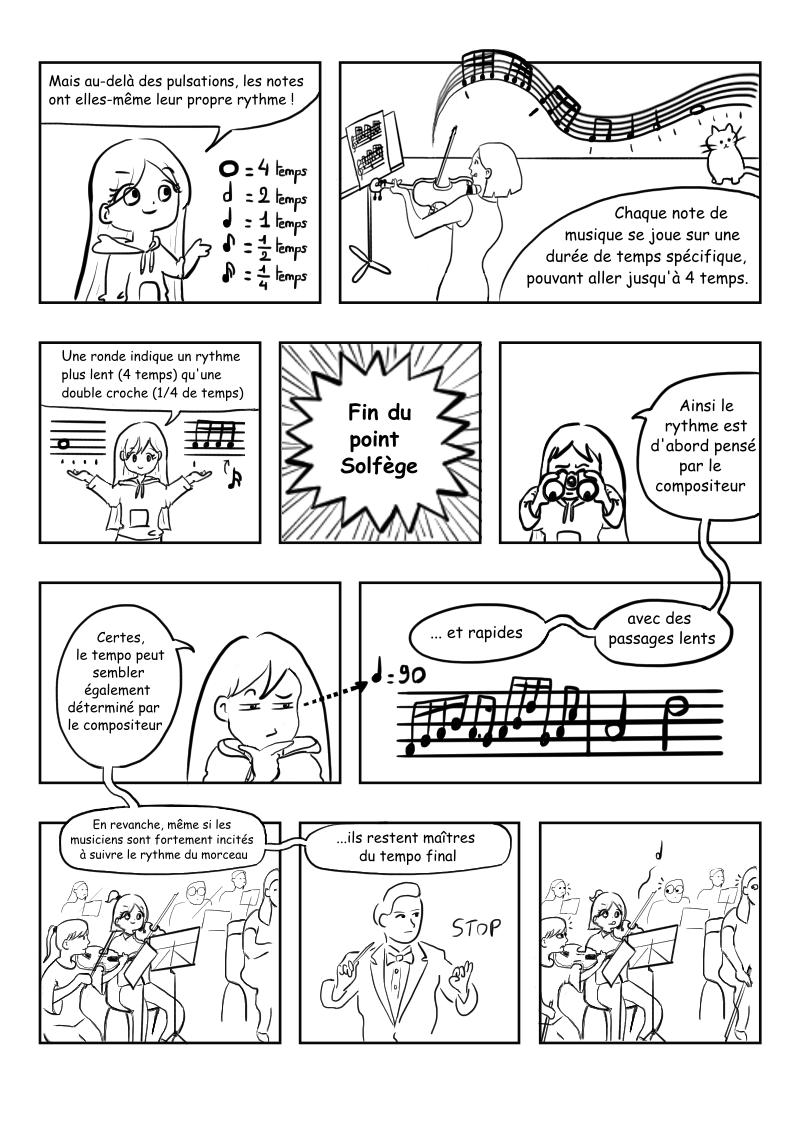 Mais au-delà des pulsations, les notes
ont elles-même leur propre rythme !
= 4 temps
= 2 temps
= 1 temps
= 1/2 temps
= 1/4 temps
Chaque note de
musique se joue sur une
durée de temps spécifique,
pouvant aller jusqu'à 4 temps.
Une ronde indique un rythme
plus lent (4 temps) qu'une
double croche (1/4 de temps)
Fin du
point
Solfège
Ainsi le
rythme est
d'abord pensé
par le
compositeur
avec des
passages lents
... et rapides
= 90
Certes,
le tempo peut
sembler
également
déterminé par
le compositeur
En revanche, même si les
musiciens sont fortement incités
à suivre le rythme du morceau
...ils restent maîtres
du tempo final
STOP